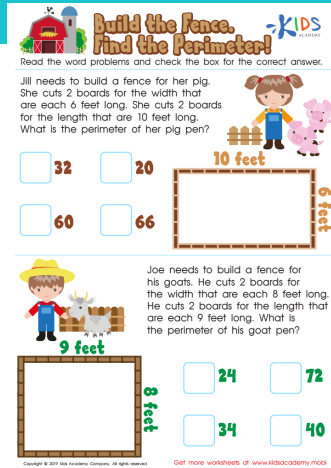 Build the Fence.
Find the Perimeter!
KIDS
ACADEMY
Read the word problems and check the box for the correct answer.
Jill needs to build a fence for her pig.
She cuts 2 boards for the width that
are each 6 feet long. She cuts 2 boards
for the length that are 10 feet long.
What is the perimeter of her pig pen?
10 feet
6 feet
32
20
60
66
Joe needs to build a fence for
his goats. He cuts 2 boards for
the width that are each 8 feet long.
He cuts 2 boards for the length that
are each 9 feet long. What is
the perimeter of his goat pen?
9 feet
8 feet
24
72
34
40
Copyright © 2019 Kids Academy Company. All rights reserved
Get more worksheets at www.kidsacademy.mobi